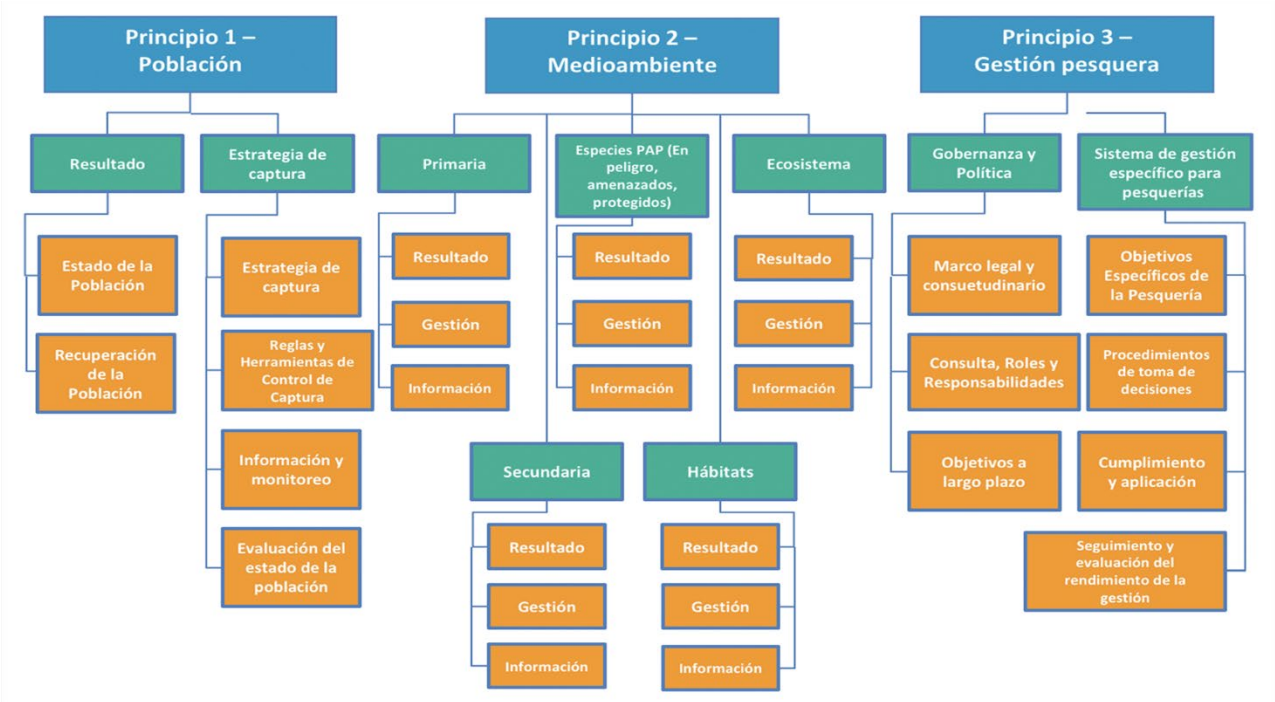 Principio 1 –
Población
Resultado
Estado de la
Población
Recuperación
de la
Población
Estrategia de
captura
Estrategia de
captura
Reglas y
Herramientas de
Control de
Captura
Información y
monitoreo
Evaluación del
estado de la
población
Principio 2 –
Medioambiente
Primaria
Resultado
Gestión
Información
Secundaria
Resultado
Gestión
Información
Especies PAP (En
peligro,
amenazados,
protegidos)
Resultado
Gestión
Información
Hábitats
Resultado
Gestión
Información
Ecosistema
Resultado
Gestión
Información
Principio 3 –
Gestión pesquera
Gobernanza y
Política
Marco legal y
consuetudinario
Consulta, Roles y
Responsabilidades
Objetivos a
largo plazo
Sistema de gestión
específico para
pesquerías
Objetivos
Específicos de
la Pesquería
Procedimientos
de toma de
decisiones
Cumplimiento
y aplicación
Seguimiento y
evaluación del
rendimiento de la
gestión